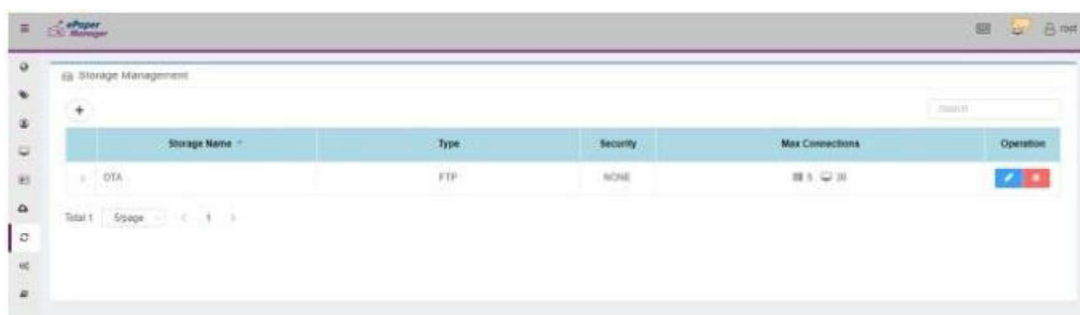 ePaper
Manager
root
Storage Management
Search
Storage Name Type Security Max Connections Operation
OTA FTP NONE 5 30
Total 1 5/page 1